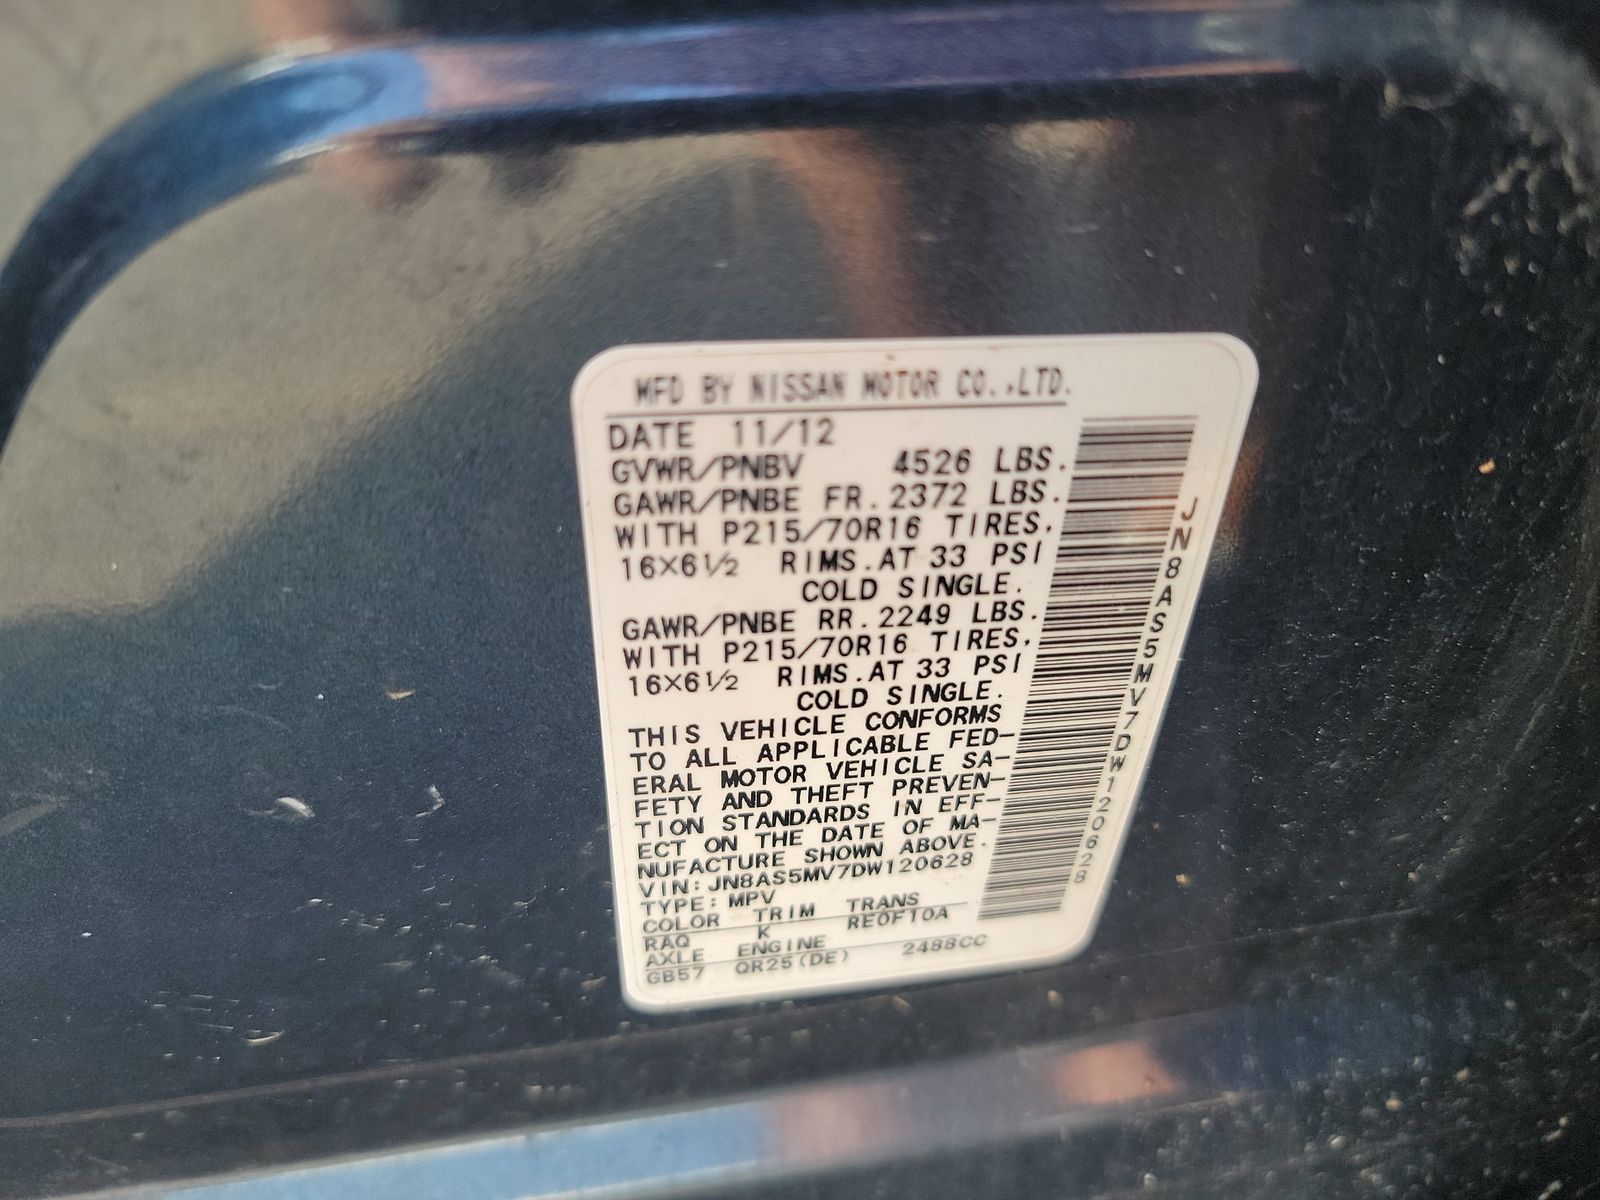 MFD BY NISSAN MOTOR CO.,LTD.
DATE 11/12
GVWR/PNBV 4526 LBS.
GAWR/PNBE FR.2372 LBS.
WITH P215/70R16 TIRES,
16×6½ RIMS.AT 33 PSI
COLD SINGLE.
GAWR/PNBE RR.2249 LBS.
WITH P215/70R16 TIRES,
16×6½ RIMS.AT 33 PSI
COLD SINGLE.
THIS VEHICLE CONFORMS
TO ALL APPLICABLE FED-
ERAL MOTOR VEHICLE SA-
FETY AND THEFT PREVEN-
TION STANDARDS IN EFF-
ECT ON THE DATE OF MA-
NUFACTURE SHOWN ABOVE.
VIN:JN8AS5MV7DW120628
TYPE:MPV
COLOR TRIM TRANS
RAQ K RE0F10A
AXLE ENGINE
GB57 QR25(DE) 2488CC
JN8AS5MV7DW120628